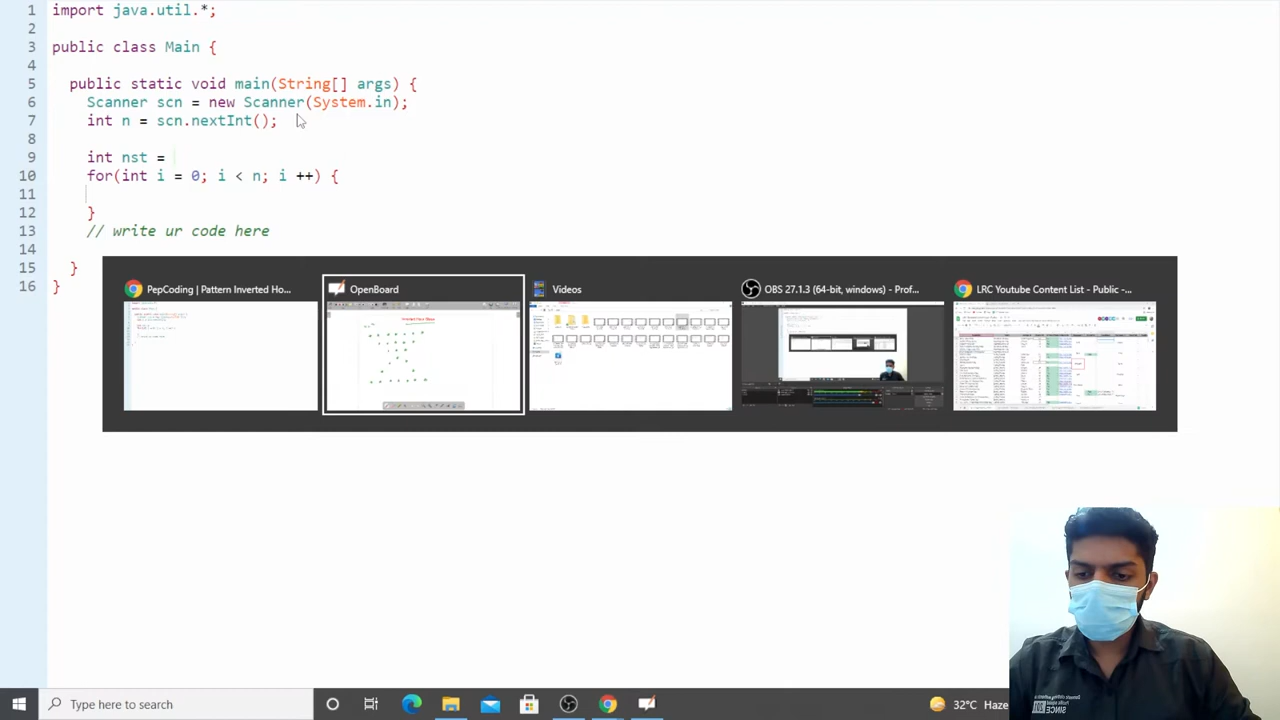 1 import java.util.*;
2
3 public class Main {
4
5 public static void main(String[] args) {
6 Scanner scn = new Scanner(System.in);
7 int n = scn.nextInt();
8
9 int nst =
10 for(int i = 0; i < n; i ++) {
11
12 }
13 // write ur code here
14
15 }
16 }
PepCoding | Pattern Inverted Ho...
OpenBoard
Videos
OBS 27.1.3 (64-bit, windows) - Prof...
LRC Youtube Content List - Public -...
SINCE
Type here to search
32°C Haze